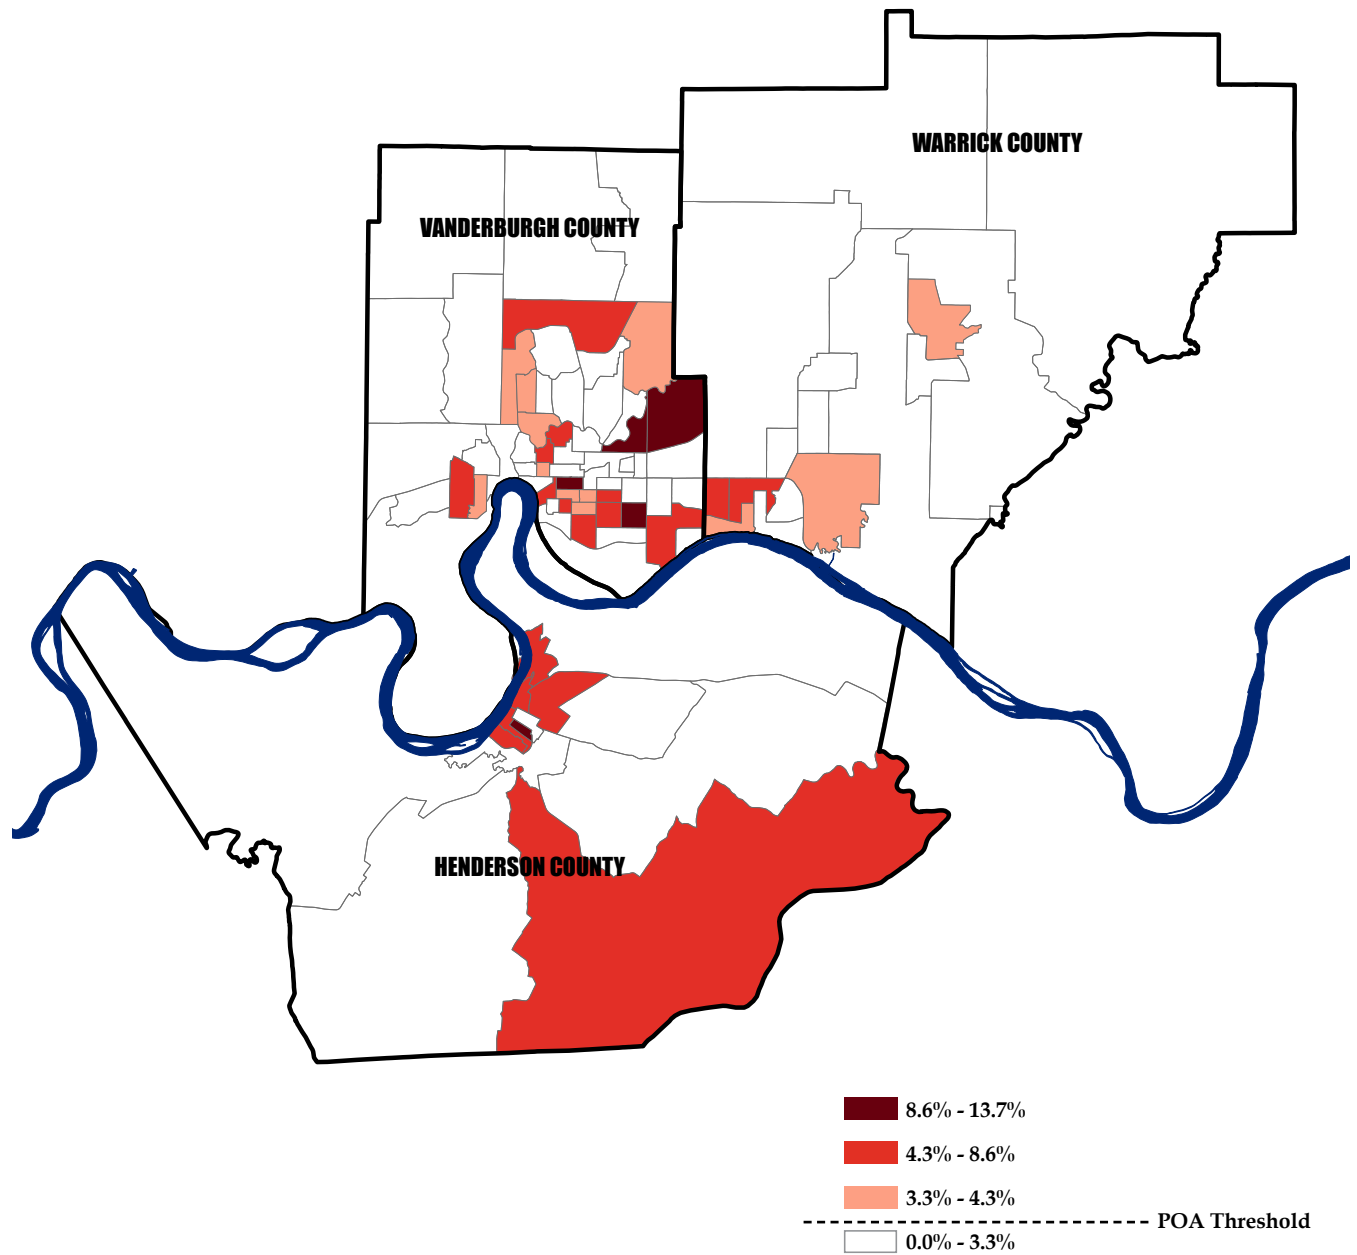 WARRICK COUNTY
VANDERBURGH COUNTY
HENDERSON COUNTY
8.6% - 13.7%
4.3% - 8.6%
3.3% - 4.3%
POA Threshold
0.0% - 3.3%